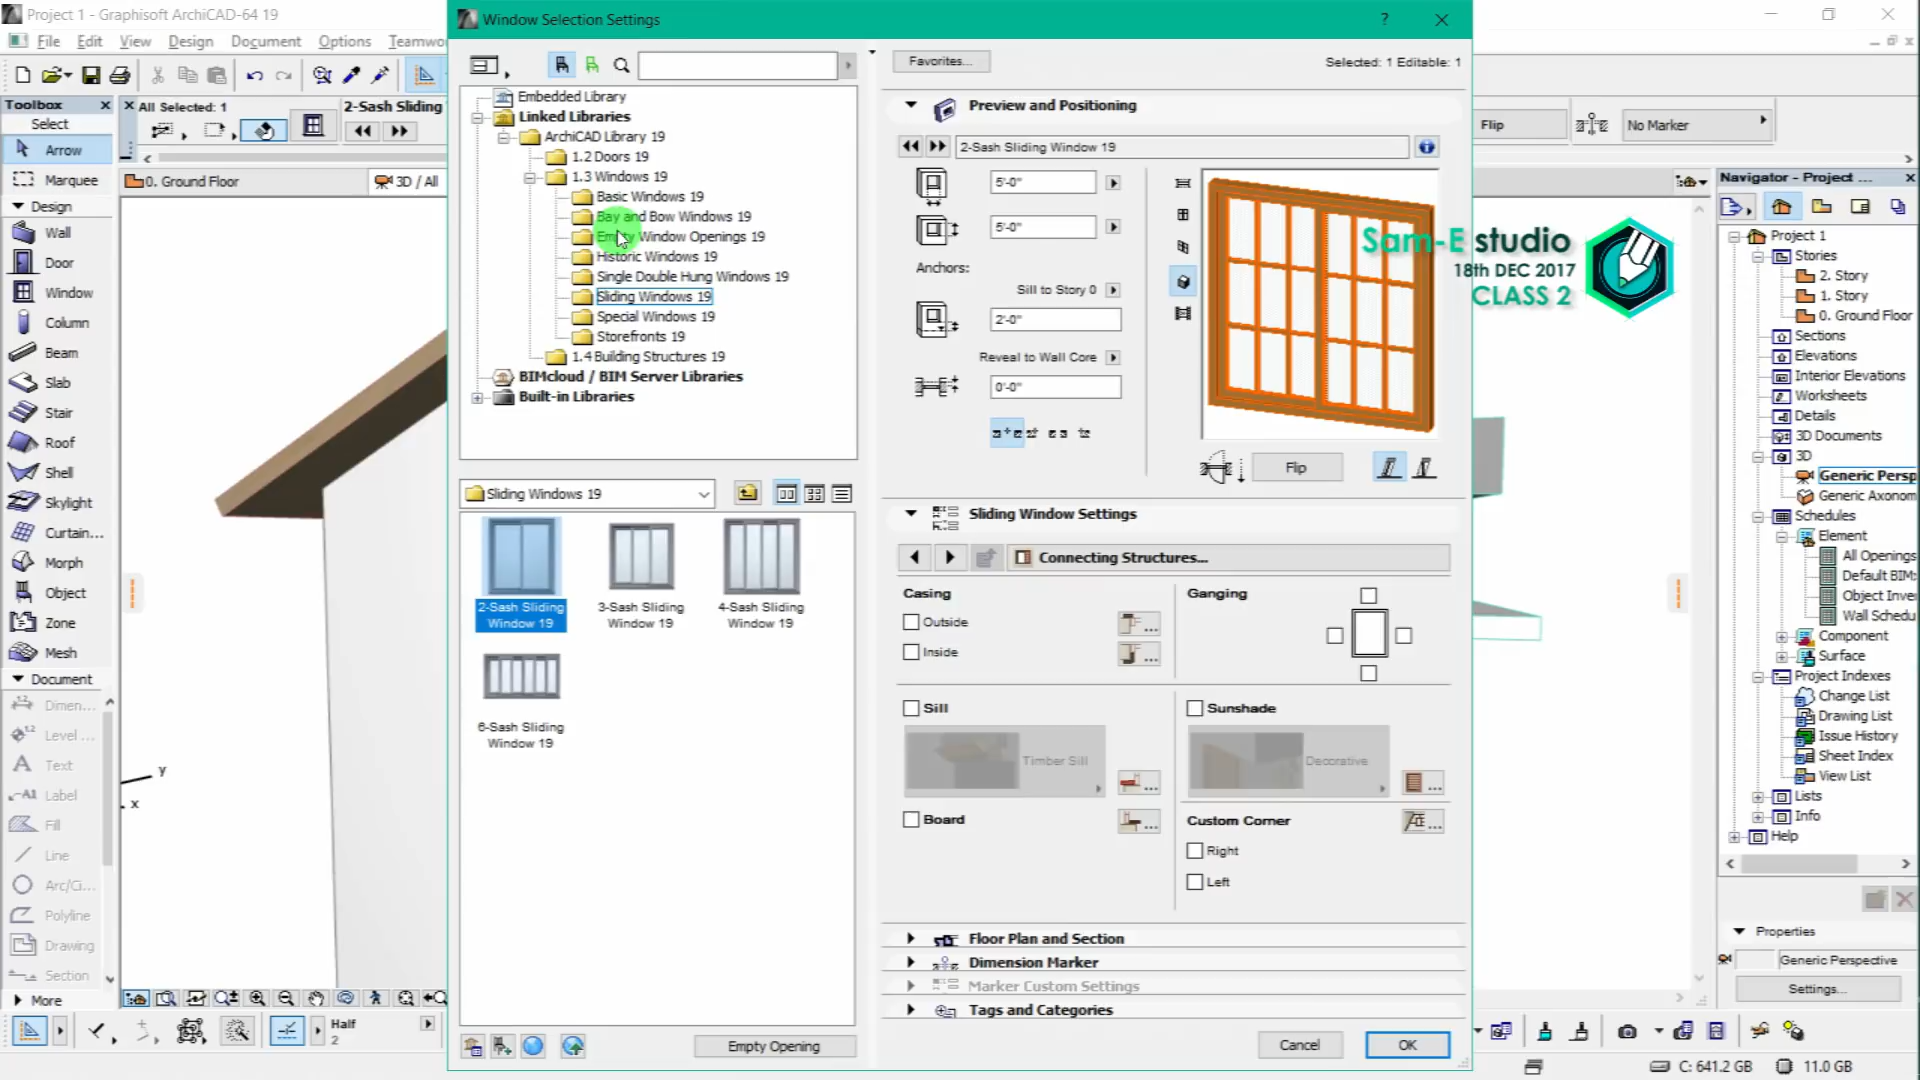 Project 1 - Graphisoft ArchiCAD-64 19
File Edit View Design Document Options Teamwo
Toolbox
Select
Arrow
Marquee
Design
Wall
Door
Window
Column
Beam
Slab
Stair
Roof
Shell
Skylight
Curtain...
Morph
Object
Zone
Mesh
Document
Dimen...
Level ...
Text
Label
Fill
Line
Arc/Ci...
Polyline
Drawing
Section
More
All Selected: 1
2-Sash Sliding
0. Ground Floor
3D / All
y
x
Half
2
Window Selection Settings
Embedded Library
Linked Libraries
ArchiCAD Library 19
1.2 Doors 19
1.3 Windows 19
Basic Windows 19
Bay and Bow Windows 19
Empty Window Openings 19
Historic Windows 19
Single Double Hung Windows 19
Sliding Windows 19
Special Windows 19
Storefronts 19
1.4 Building Structures 19
BIMcloud / BIM Server Libraries
Built-in Libraries
Sliding Windows 19
2-Sash Sliding Window 19
3-Sash Sliding Window 19
4-Sash Sliding Window 19
6-Sash Sliding Window 19
Empty Opening
Favorites...
Selected: 1 Editable: 1
Preview and Positioning
2-Sash Sliding Window 19
5'-0"
5'-0"
Anchors:
Sill to Story 0
2'-0"
Reveal to Wall Core
0'-0"
Flip
Sliding Window Settings
Connecting Structures...
Casing
Outside
Inside
Ganging
Sill
Timber Sill
Board
Sunshade
Decorative
Custom Corner
Right
Left
Floor Plan and Section
Dimension Marker
Marker Custom Settings
Tags and Categories
Cancel
OK
Flip
No Marker
Sam-E studio
18th DEC 2017
CLASS 2
Navigator - Project ...
Project 1
Stories
2. Story
1. Story
0. Ground Floor
Sections
Elevations
Interior Elevations
Worksheets
Details
3D Documents
3D
Generic Persp
Generic Axonom
Schedules
Element
All Openings
Default BIM
Object Inve
Wall Schedu
Component
Surface
Project Indexes
Change List
Drawing List
Issue History
Sheet Index
View List
Lists
Info
Help
Properties
Generic Perspective
Settings...
C: 641.2 GB
11.0 GB